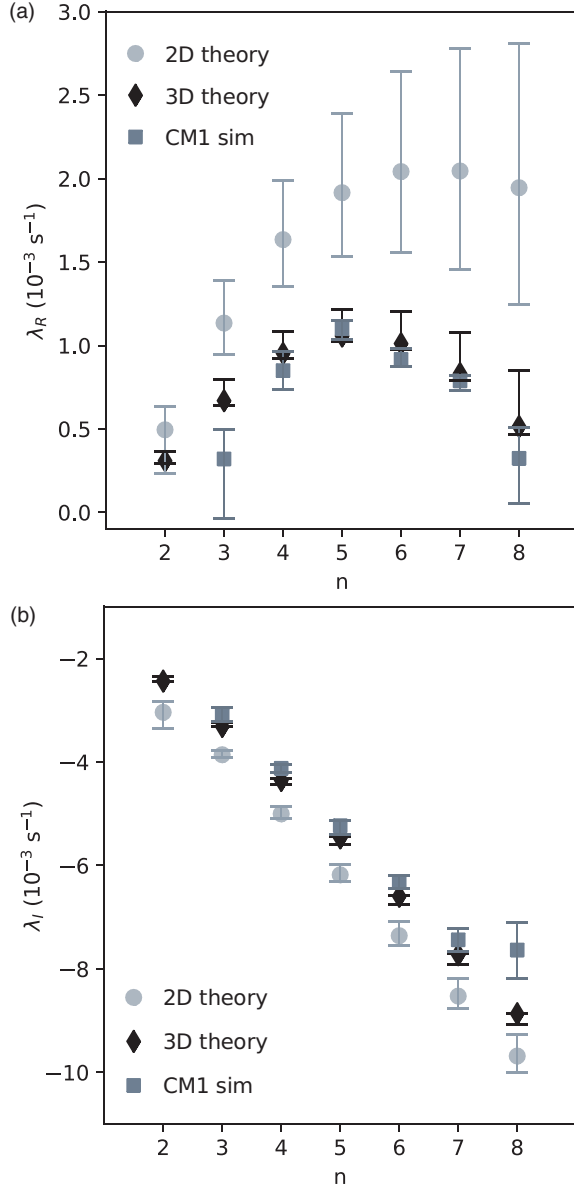 (a)
3.0
2.5
2.0
1.5
1.0
0.5
0.0
λ_R (10⁻³ s⁻¹)
2D theory
3D theory
CM1 sim
2 3 4 5 6 7 8
n
(b)
−2
−4
−6
−8
−10
λ_I (10⁻³ s⁻¹)
2D theory
3D theory
CM1 sim
2 3 4 5 6 7 8
n